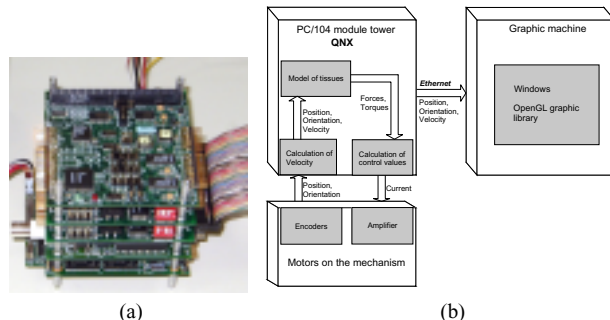 PC/104 module tower
QNX
Model of tissues
Position,
Orientation,
Velocity
Forces,
Torques
Calculation of
Velocity
Calculation of
control values
Position,
Orientation
Current
Encoders
Amplifier
Motors on the mechanism
Ethernet
Position,
Orientation,
Velocity
Graphic machine
Windows
OpenGL graphic
library
(a)
(b)